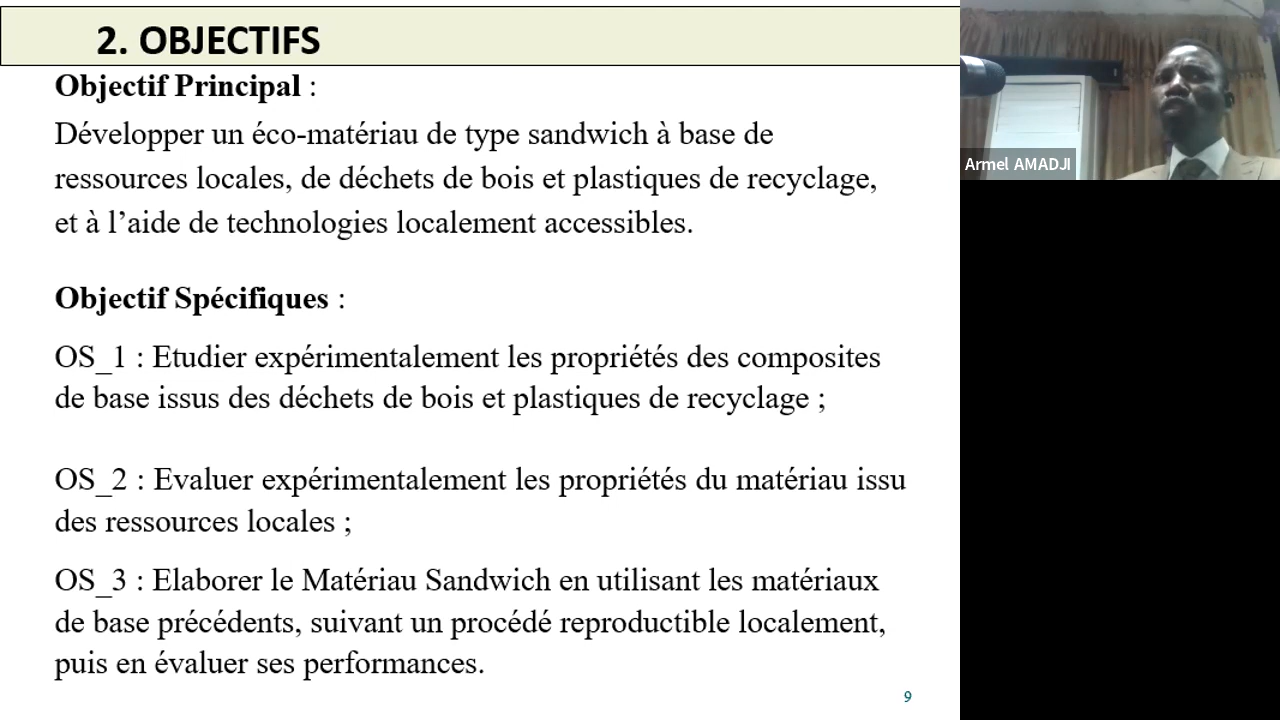 2. OBJECTIFS
Objectif Principal :
Développer un éco-matériau de type sandwich à base de
ressources locales, de déchets de bois et plastiques de recyclage,
et à l’aide de technologies localement accessibles.
Objectif Spécifiques :
OS_1 : Etudier expérimentalement les propriétés des composites
de base issus des déchets de bois et plastiques de recyclage ;
OS_2 : Evaluer expérimentalement les propriétés du matériau issu
des ressources locales ;
OS_3 : Elaborer le Matériau Sandwich en utilisant les matériaux
de base précédents, suivant un procédé reproductible localement,
puis en évaluer ses performances.
9
Armel AMADJI